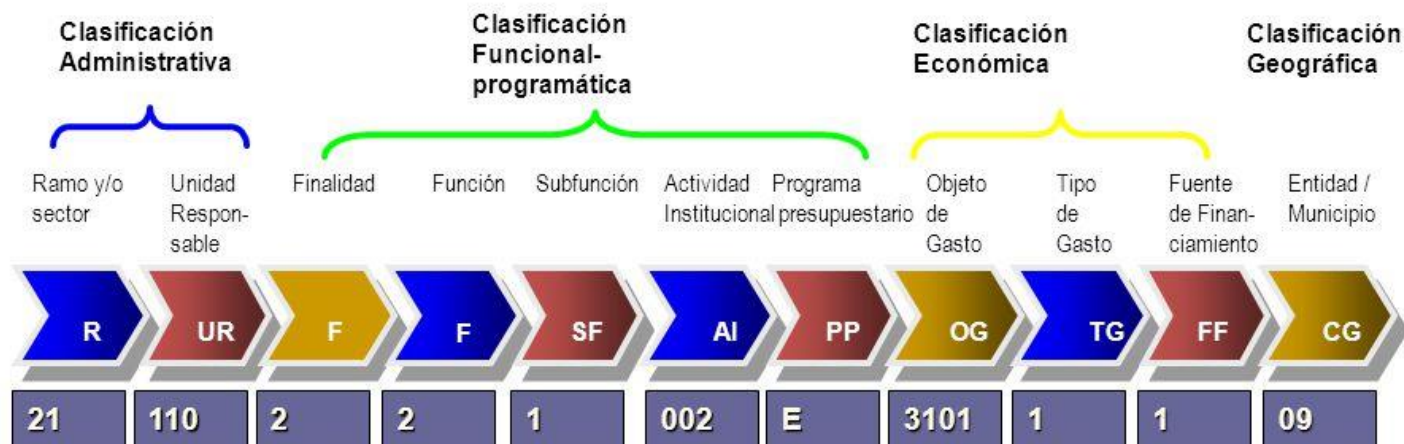 Clasificación
Administrativa
Clasificación
Funcional-
programática
Clasificación
Económica
Clasificación
Geográfica
Ramo y/o
sector
Unidad
Respon-
sable
Finalidad
Función
Subfunción
Actividad
Institucional
Programa
presupuestario
Objeto
de
Gasto
Tipo
de
Gasto
Fuente
de Finan-
ciamiento
Entidad /
Municipio
R
UR
F
F
SF
AI
PP
OG
TG
FF
CG
21
110
2
2
1
002
E
3101
1
1
09